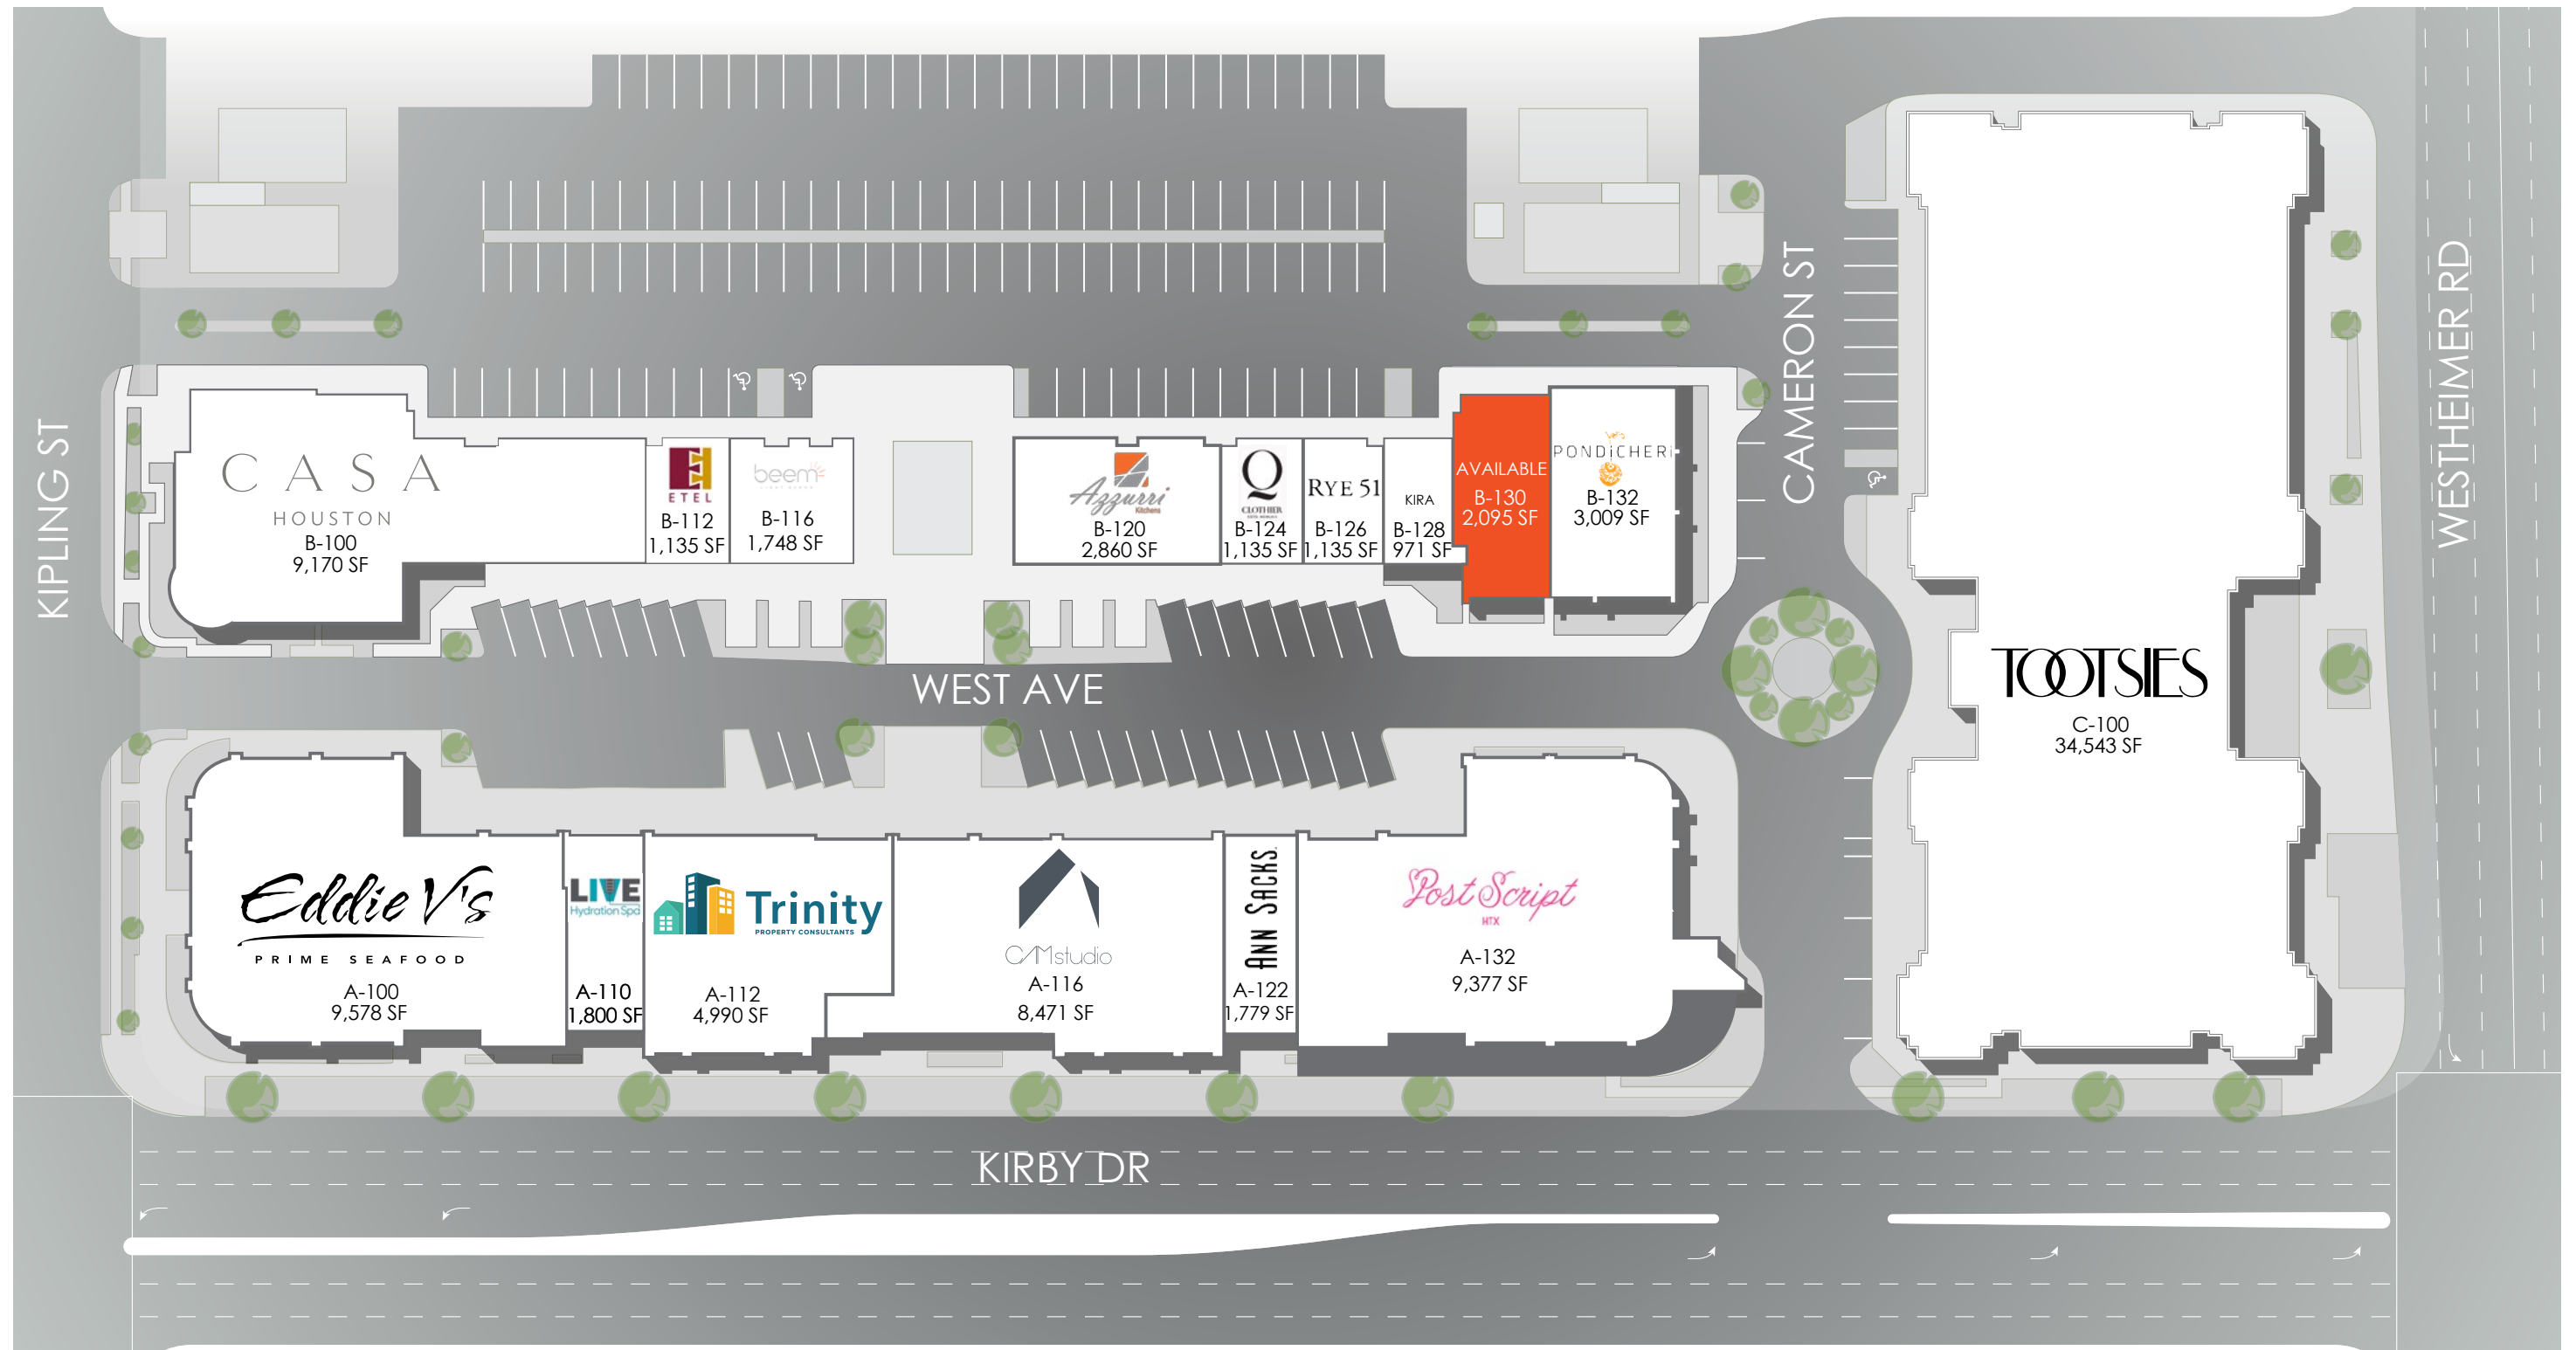 KIPLING ST
CASA
HOUSTON
B-100
9,170 SF
ETEL
B-112
1,135 SF
beem
LIGHT SAUNA
B-116
1,748 SF
Azzurri
Kitchens
B-120
2,860 SF
Q
CLOTHIER
B-124
1,135 SF
RYE 51
B-126
1,135 SF
KIRA
B-128
971 SF
AVAILABLE
B-130
2,095 SF
PONDICHERI
B-132
3,009 SF
CAMERON ST
WESTHEIMER RD
WEST AVE
TOOTSIES
C-100
34,543 SF
Eddie V's
PRIME SEAFOOD
A-100
9,578 SF
LIVE
Hydration Spa
A-110
1,800 SF
Trinity
PROPERTY CONSULTANTS
A-112
4,990 SF
CAMstudio
A-116
8,471 SF
ANN SACKS
A-122
1,779 SF
Post Script
HTX
A-132
9,377 SF
KIRBY DR